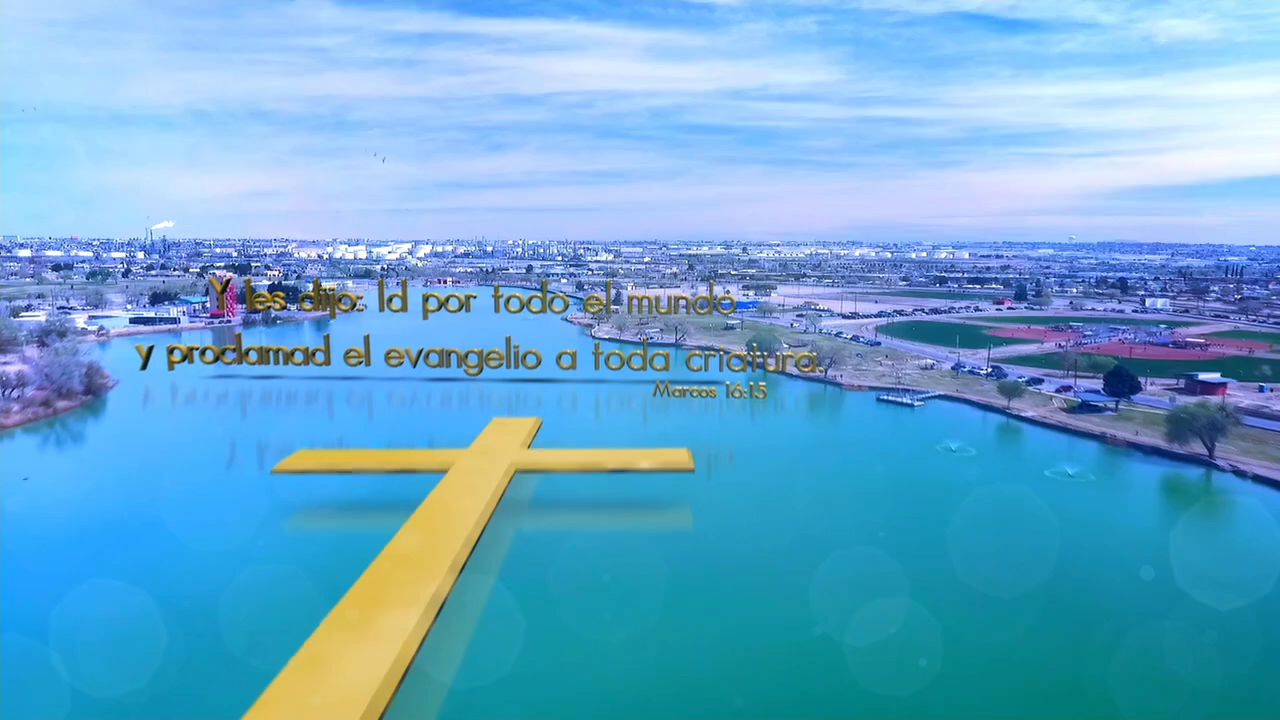 Y les dijo: Id por todo el mundo
y proclamad el evangelio a toda criatura.
Marcos 16:15